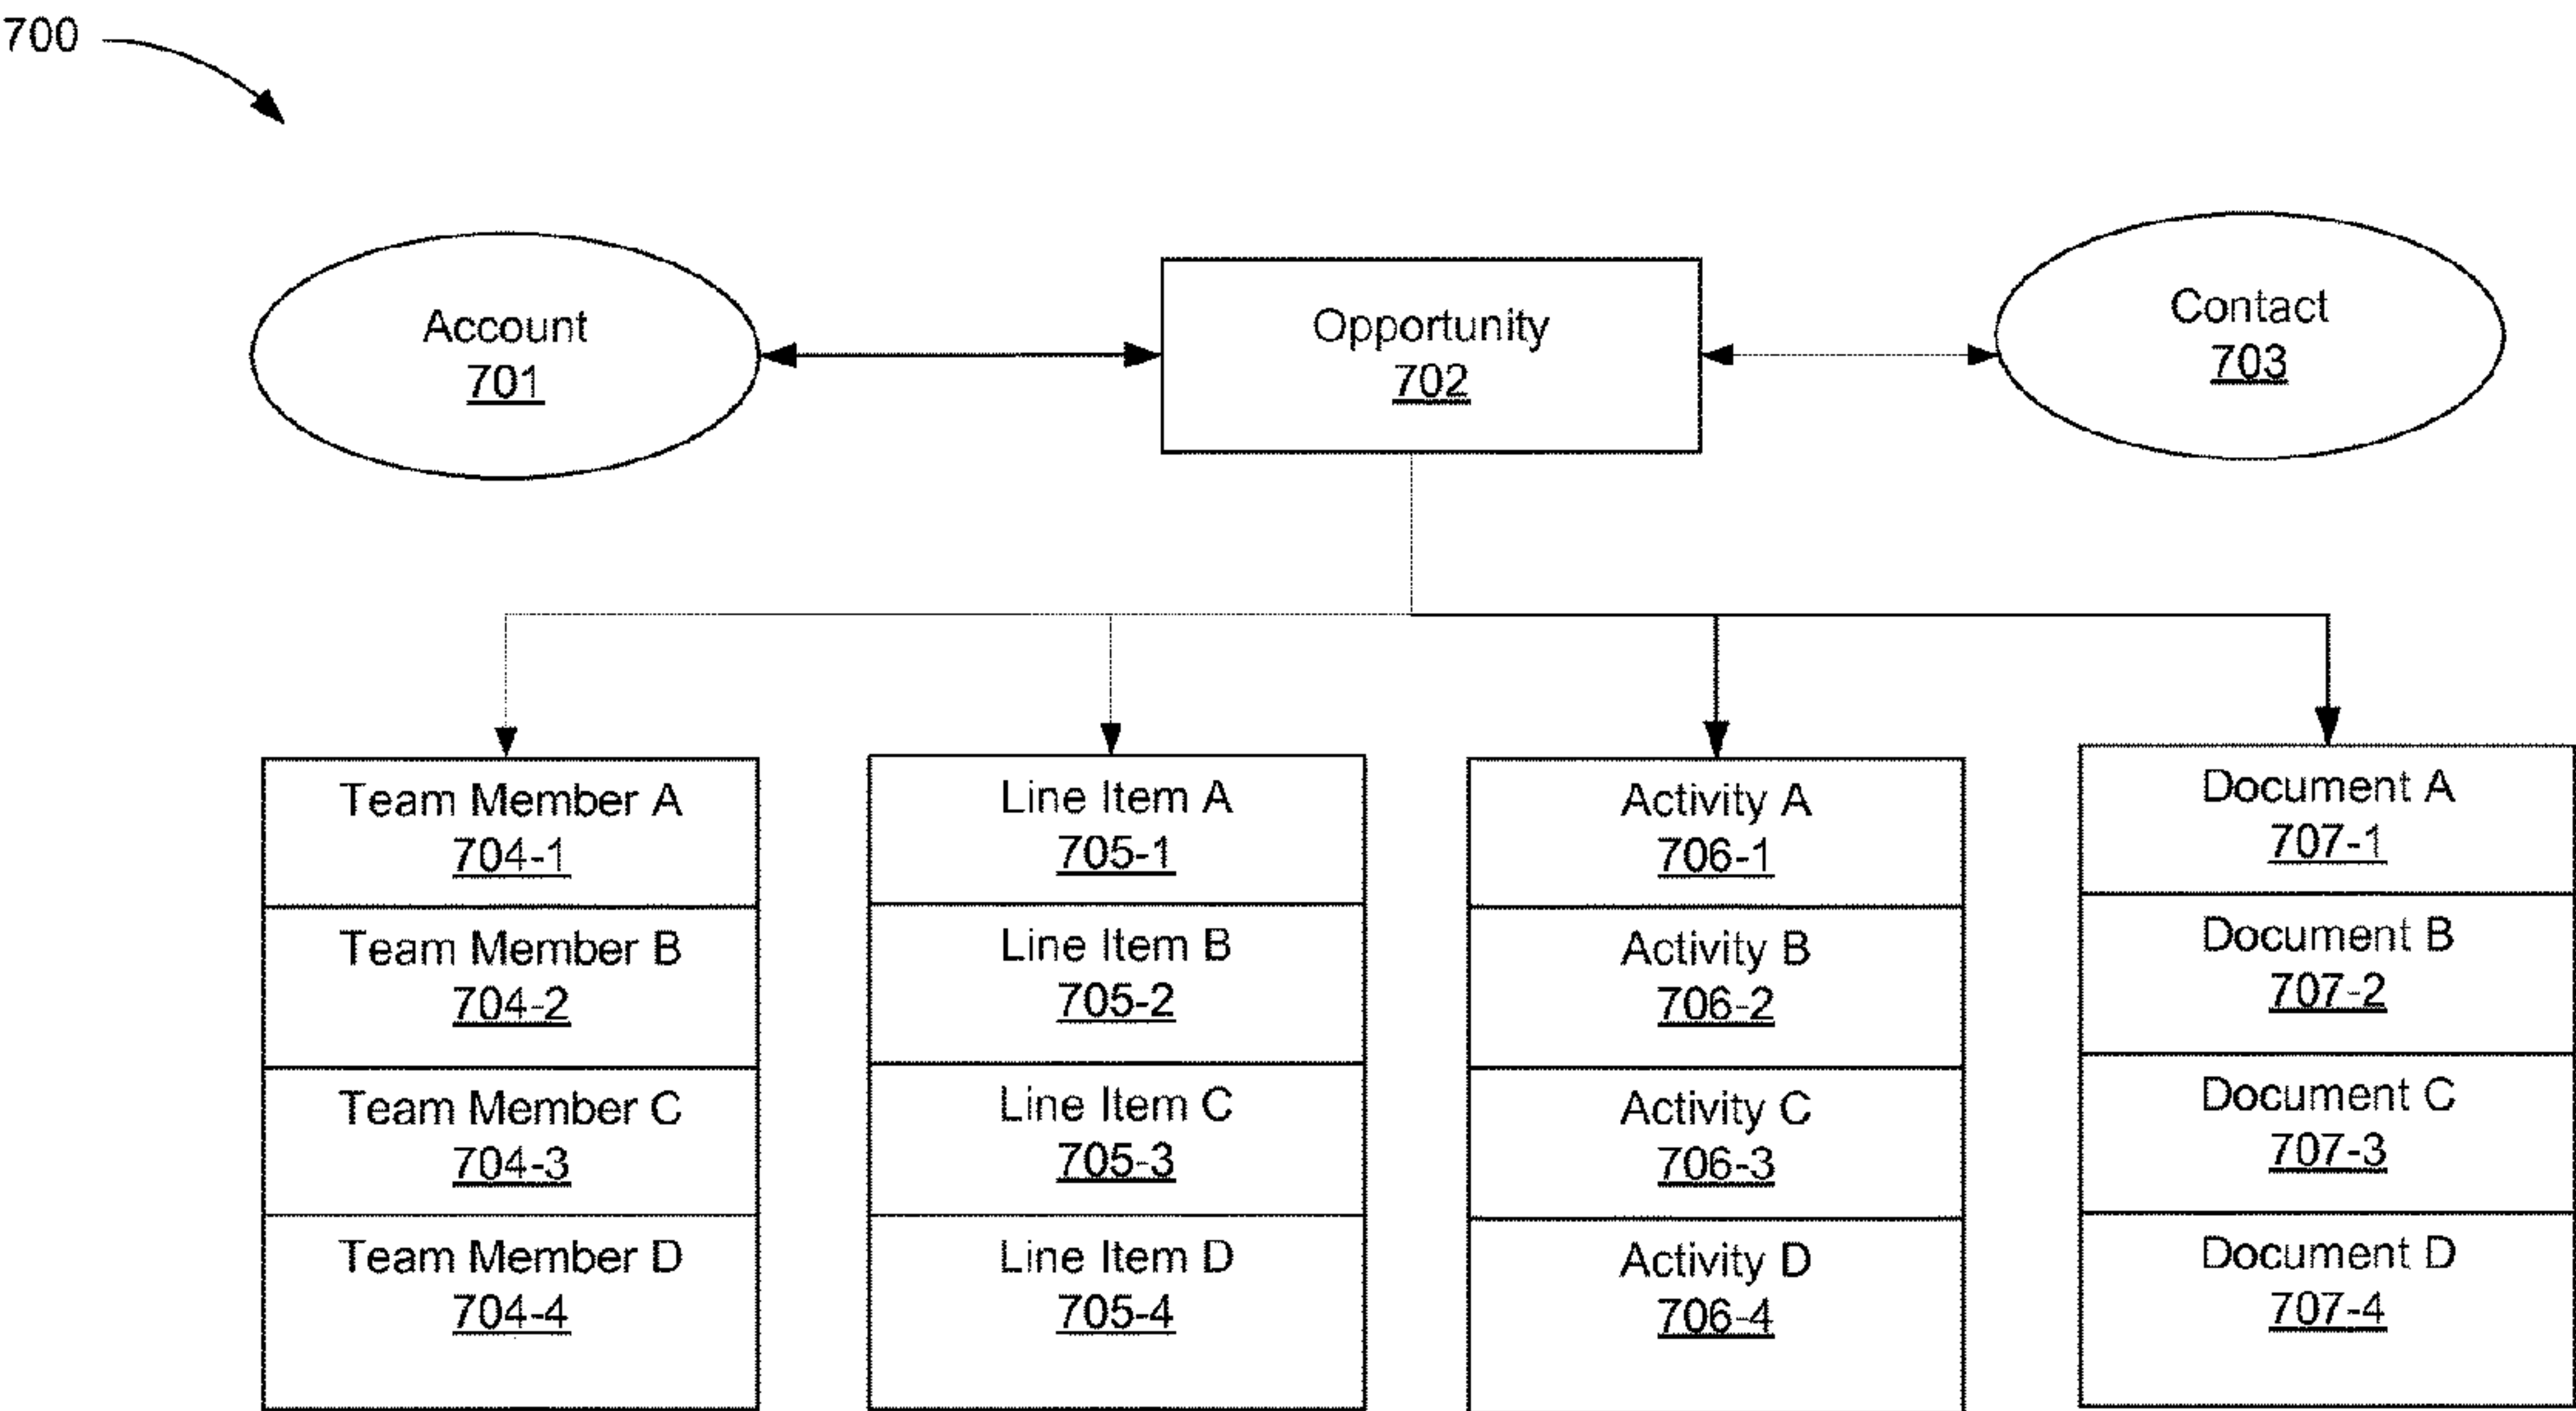 700
Account
701
Opportunity
702
Contact
703
Team Member A
704-1
Team Member B
704-2
Team Member C
704-3
Team Member D
704-4
Line Item A
705-1
Line Item B
705-2
Line Item C
705-3
Line Item D
705-4
Activity A
706-1
Activity B
706-2
Activity C
706-3
Activity D
706-4
Document A
707-1
Document B
707-2
Document C
707-3
Document D
707-4